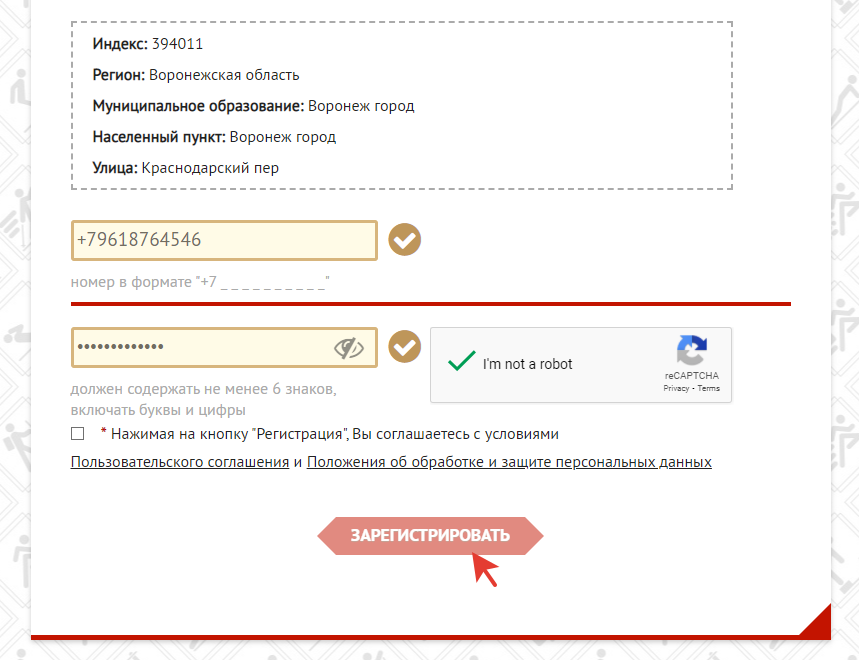 Индекс: 394011
Регион: Воронежская область
Муниципальное образование: Воронеж город
Населенный пункт: Воронеж город
Улица: Краснодарский пер
+79618764546
номер в формате "+7 _ _ _ _ _ _ _ _ _ _"
•••••••••••••
I'm not a robot
reCAPTCHA
Privacy - Terms
должен содержать не менее 6 знаков,
включать буквы и цифры
* Нажимая на кнопку "Регистрация", Вы соглашаетесь с условиями
Пользовательского соглашения и Положения об обработке и защите персональных данных
ЗАРЕГИСТРИРОВАТЬ